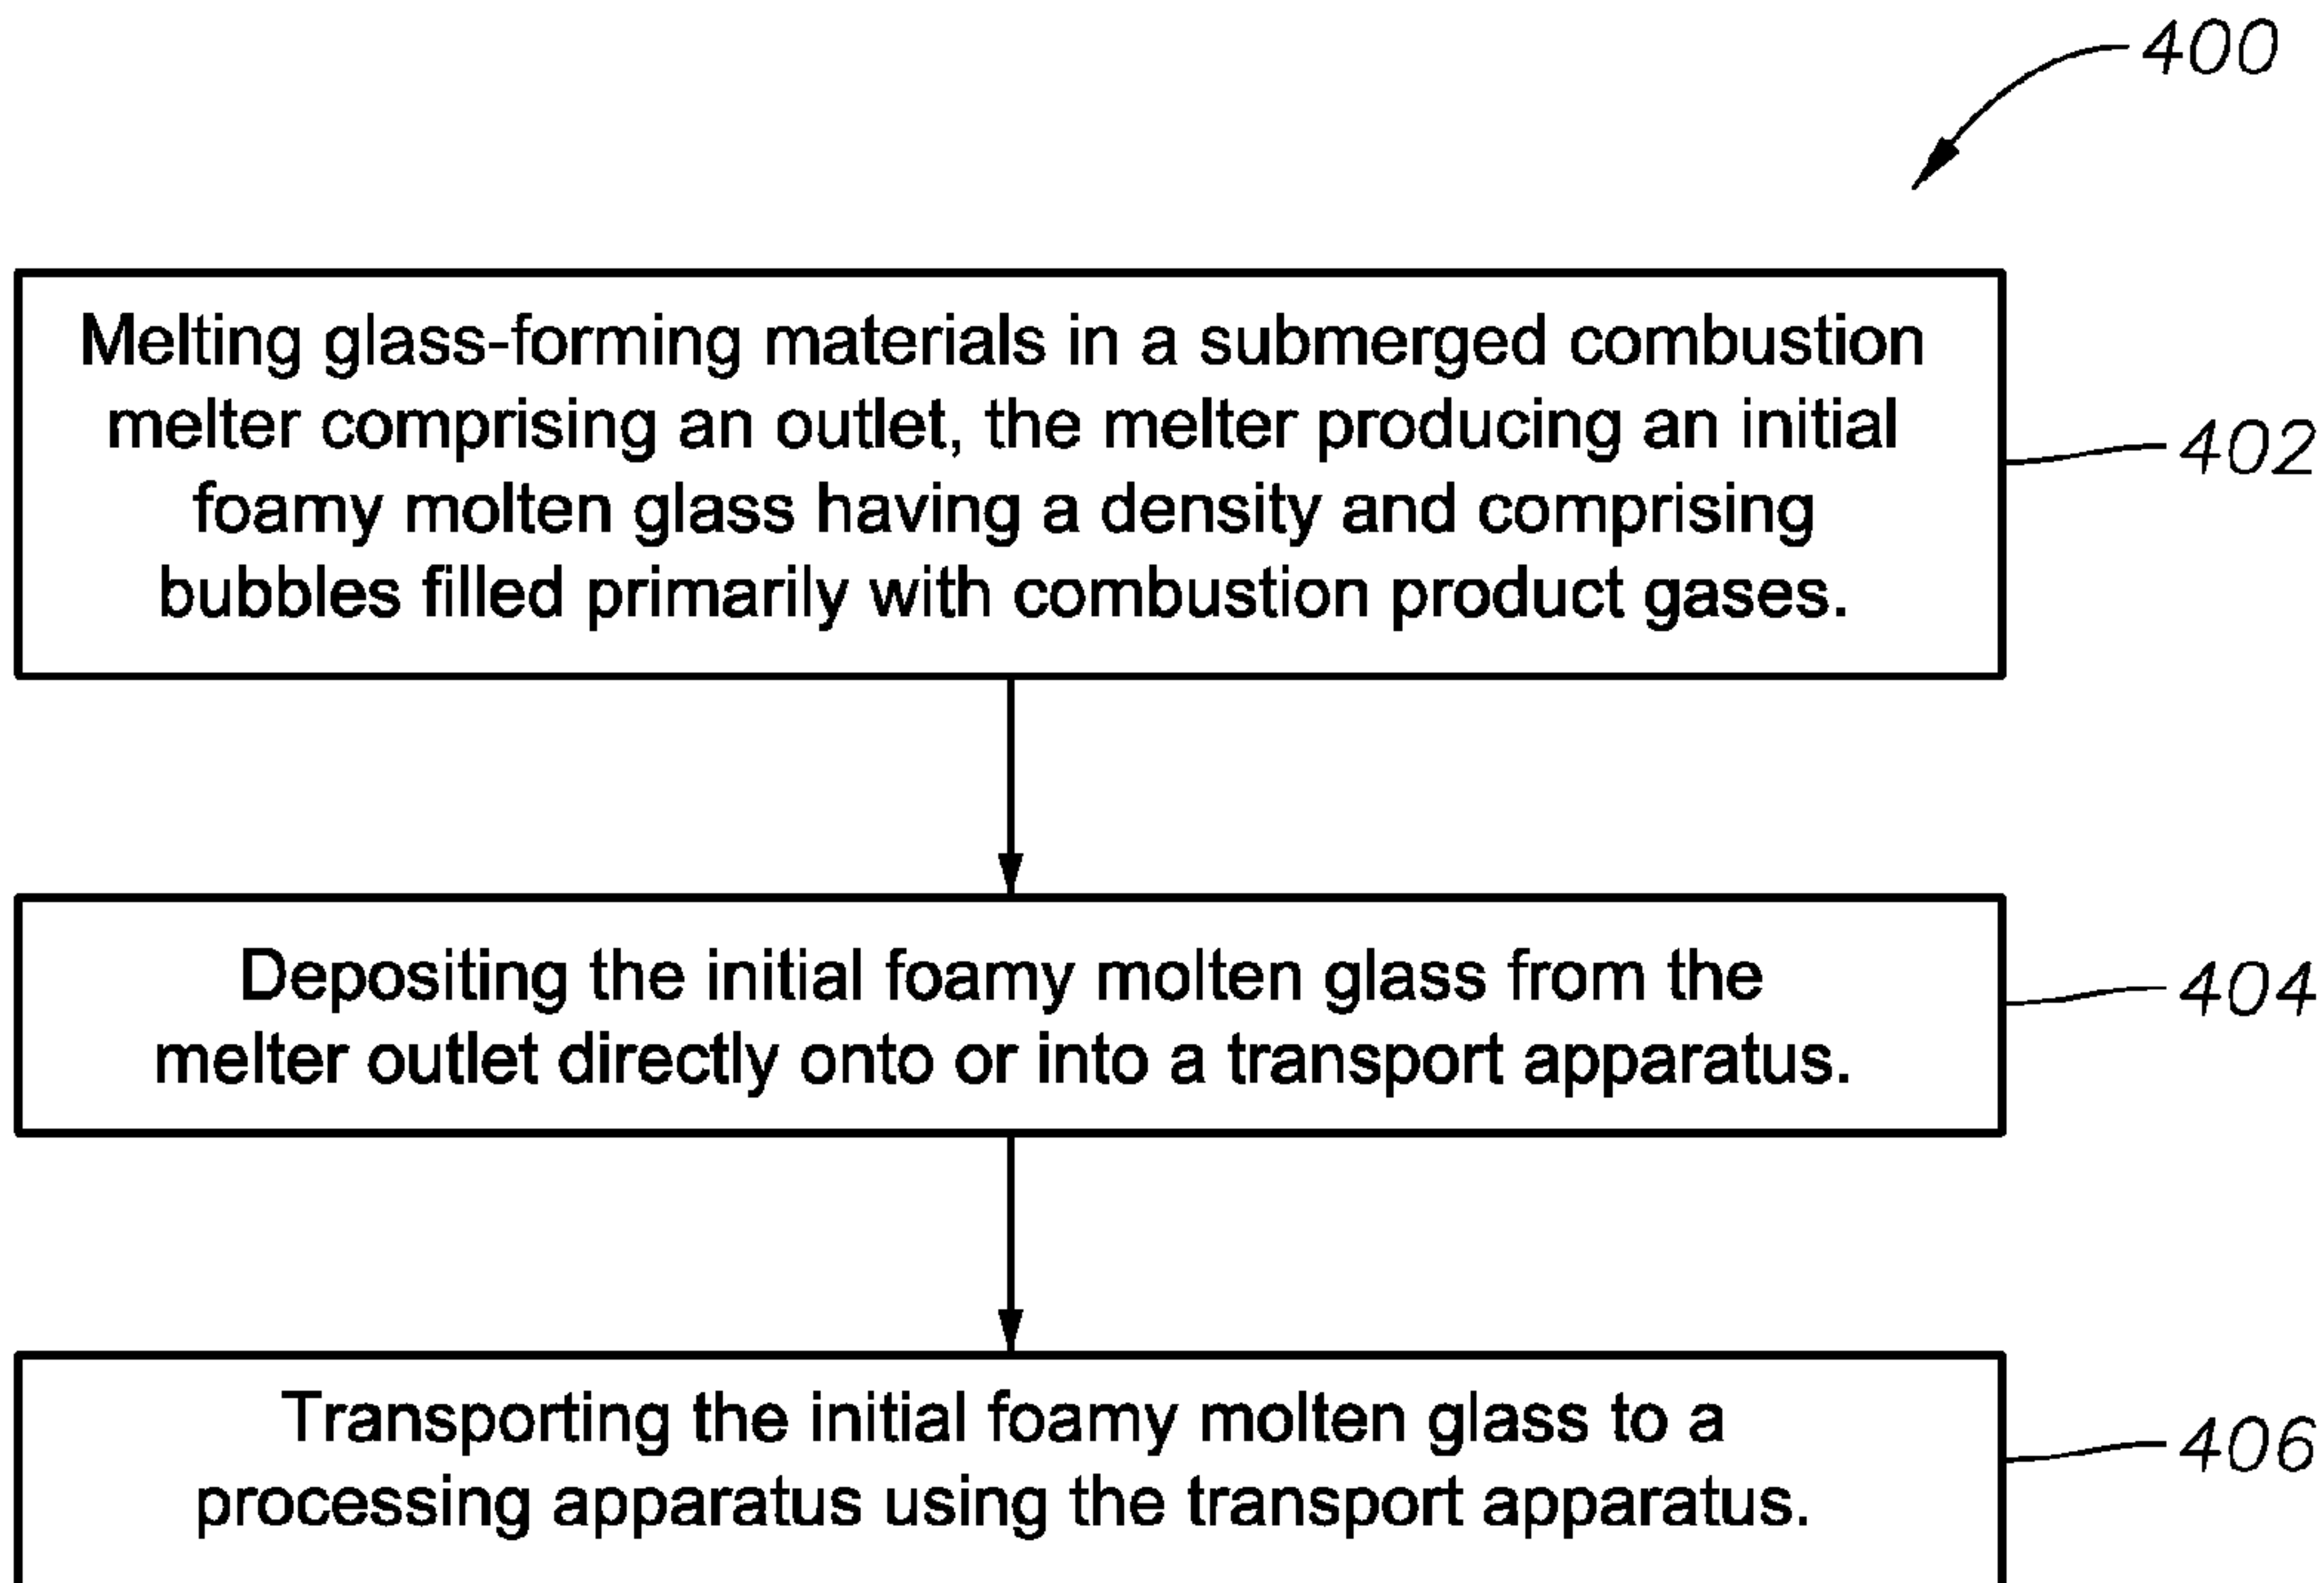 400
Melting glass-forming materials in a submerged combustion
melter comprising an outlet, the melter producing an initial
foamy molten glass having a density and comprising
bubbles filled primarily with combustion product gases.
402
Depositing the initial foamy molten glass from the
melter outlet directly onto or into a transport apparatus.
404
Transporting the initial foamy molten glass to a
processing apparatus using the transport apparatus.
406